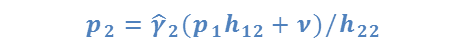 p₂ = γ̂₂(p₁h₁₂ + ν)/h₂₂